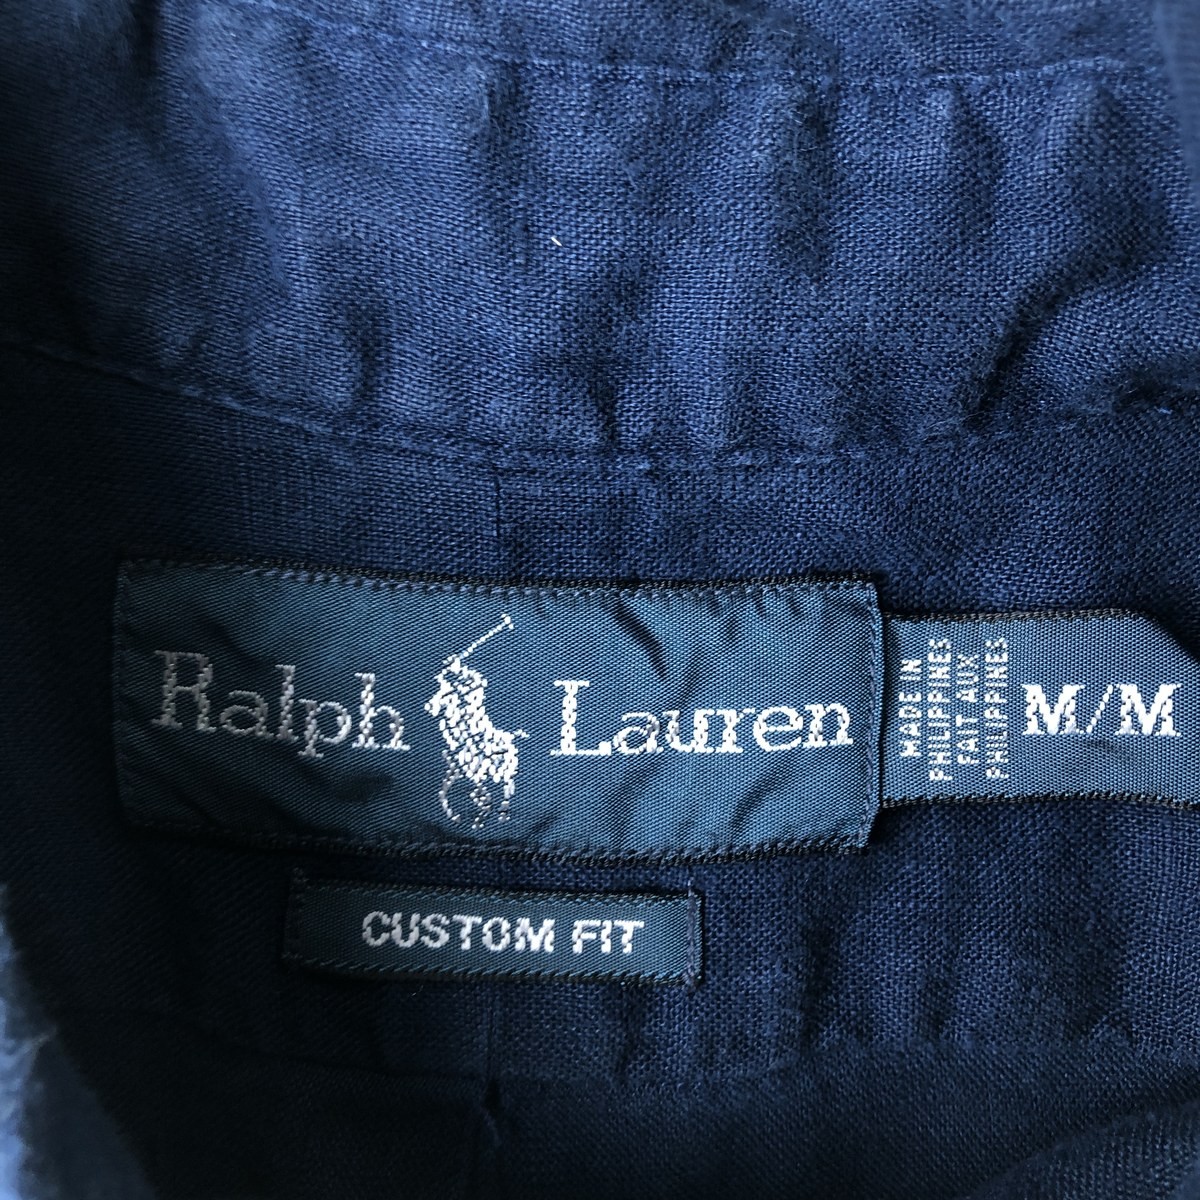 Ralph Lauren
MADE IN
PHILIPPINES
FAIT AUX
PHILIPPINES
M/M
CUSTOM FIT